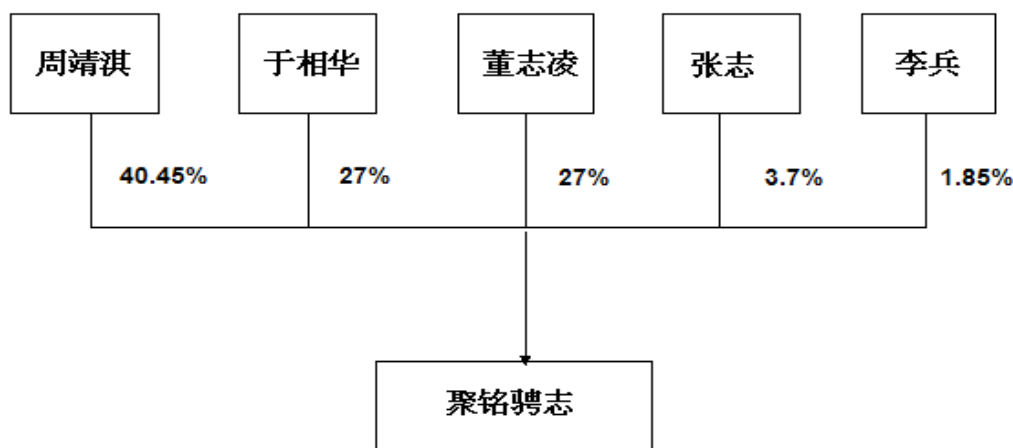 周靖淇
于相华
董志凌
张志
李兵
40.45%
27%
27%
3.7%
1.85%
聚铭骋志